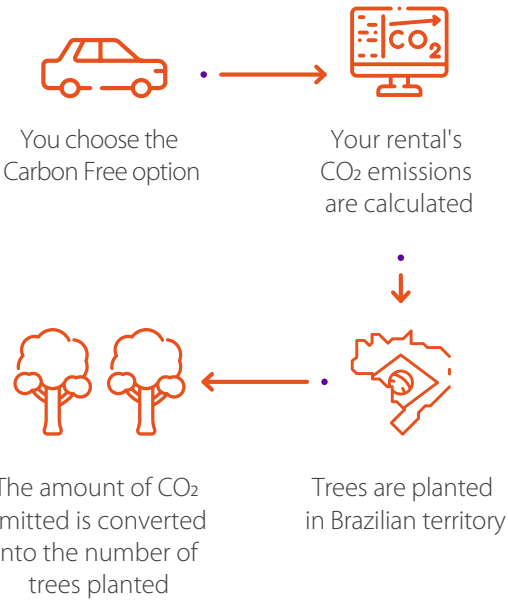 CO2
You choose the
Carbon Free option
Your rental's
CO2 emissions
are calculated
Trees are planted
in Brazilian territory
The amount of CO2
mitted is converted
nto the number of
trees planted